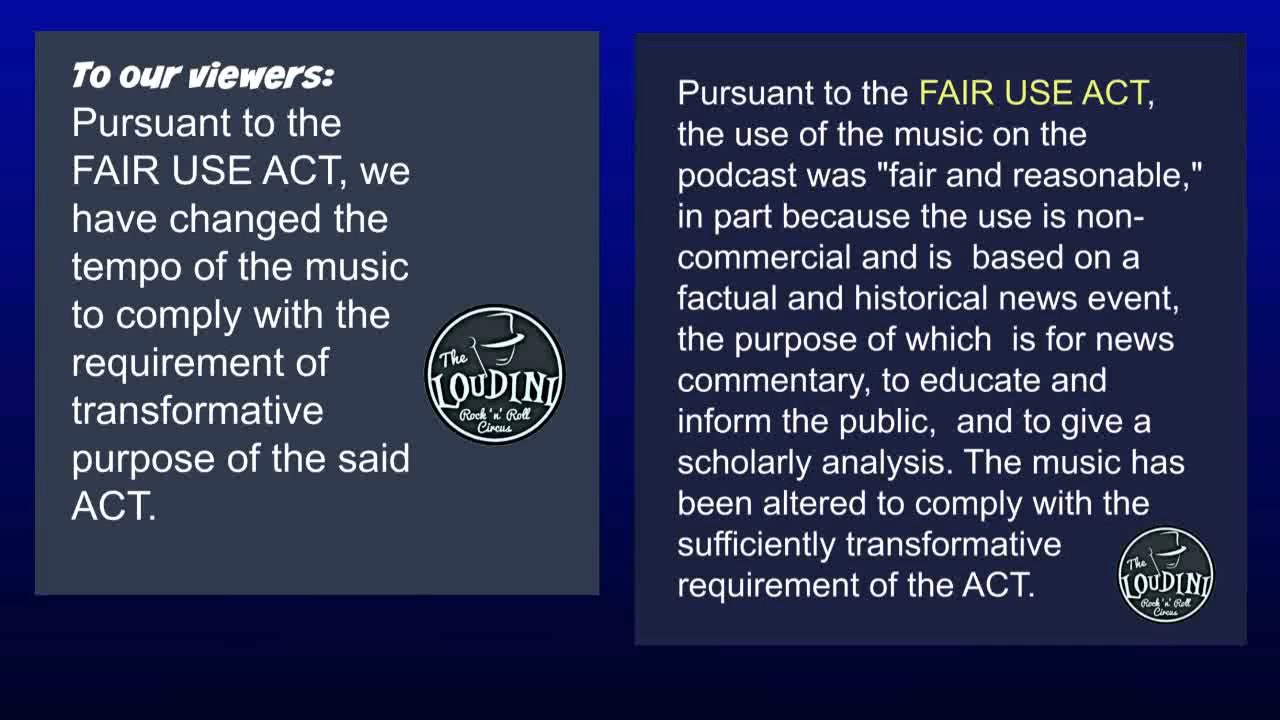 To our viewers:
Pursuant to the
FAIR USE ACT, we
have changed the
tempo of the music
to comply with the
requirement of
transformative
purpose of the said
ACT.
The
LOUDINI
Rock 'n' Roll
Circus
Pursuant to the FAIR USE ACT,
the use of the music on the
podcast was "fair and reasonable,"
in part because the use is non-
commercial and is  based on a
factual and historical news event,
the purpose of which  is for news
commentary, to educate and
inform the public,  and to give a
scholarly analysis. The music has
been altered to comply with the
sufficiently transformative
requirement of the ACT.
The
LOUDINI
Rock 'n' Roll
Circus